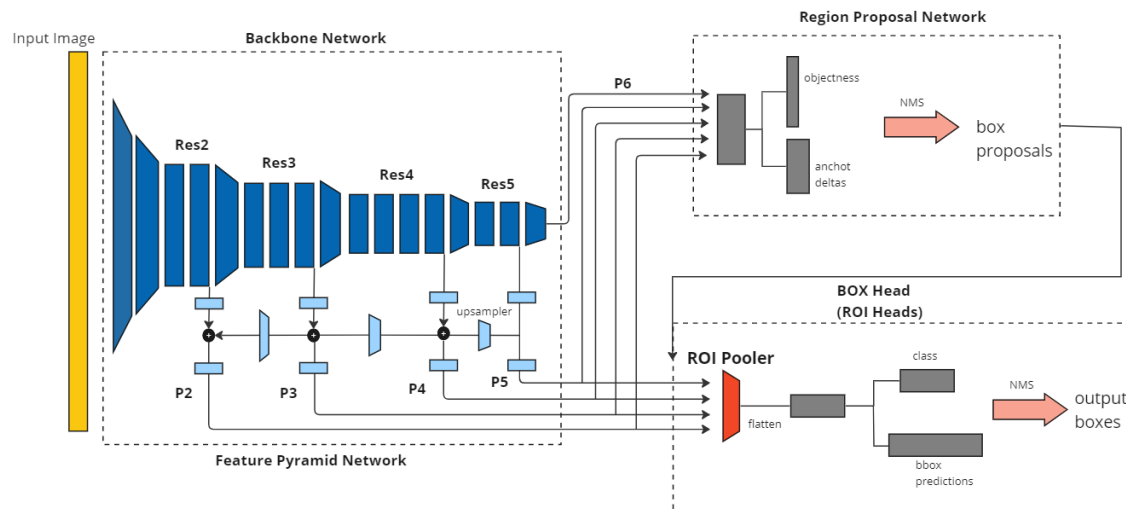 Input Image
Backbone Network
Region Proposal Network
P6
objectness
NMS
box
proposals
anchot
deltas
Res2
Res3
Res4
Res5
upsampler
P2
P3
P4
P5
Feature Pyramid Network
BOX Head
(ROI Heads)
ROI Pooler
flatten
class
NMS
output
boxes
bbox
predictions
+
+
+